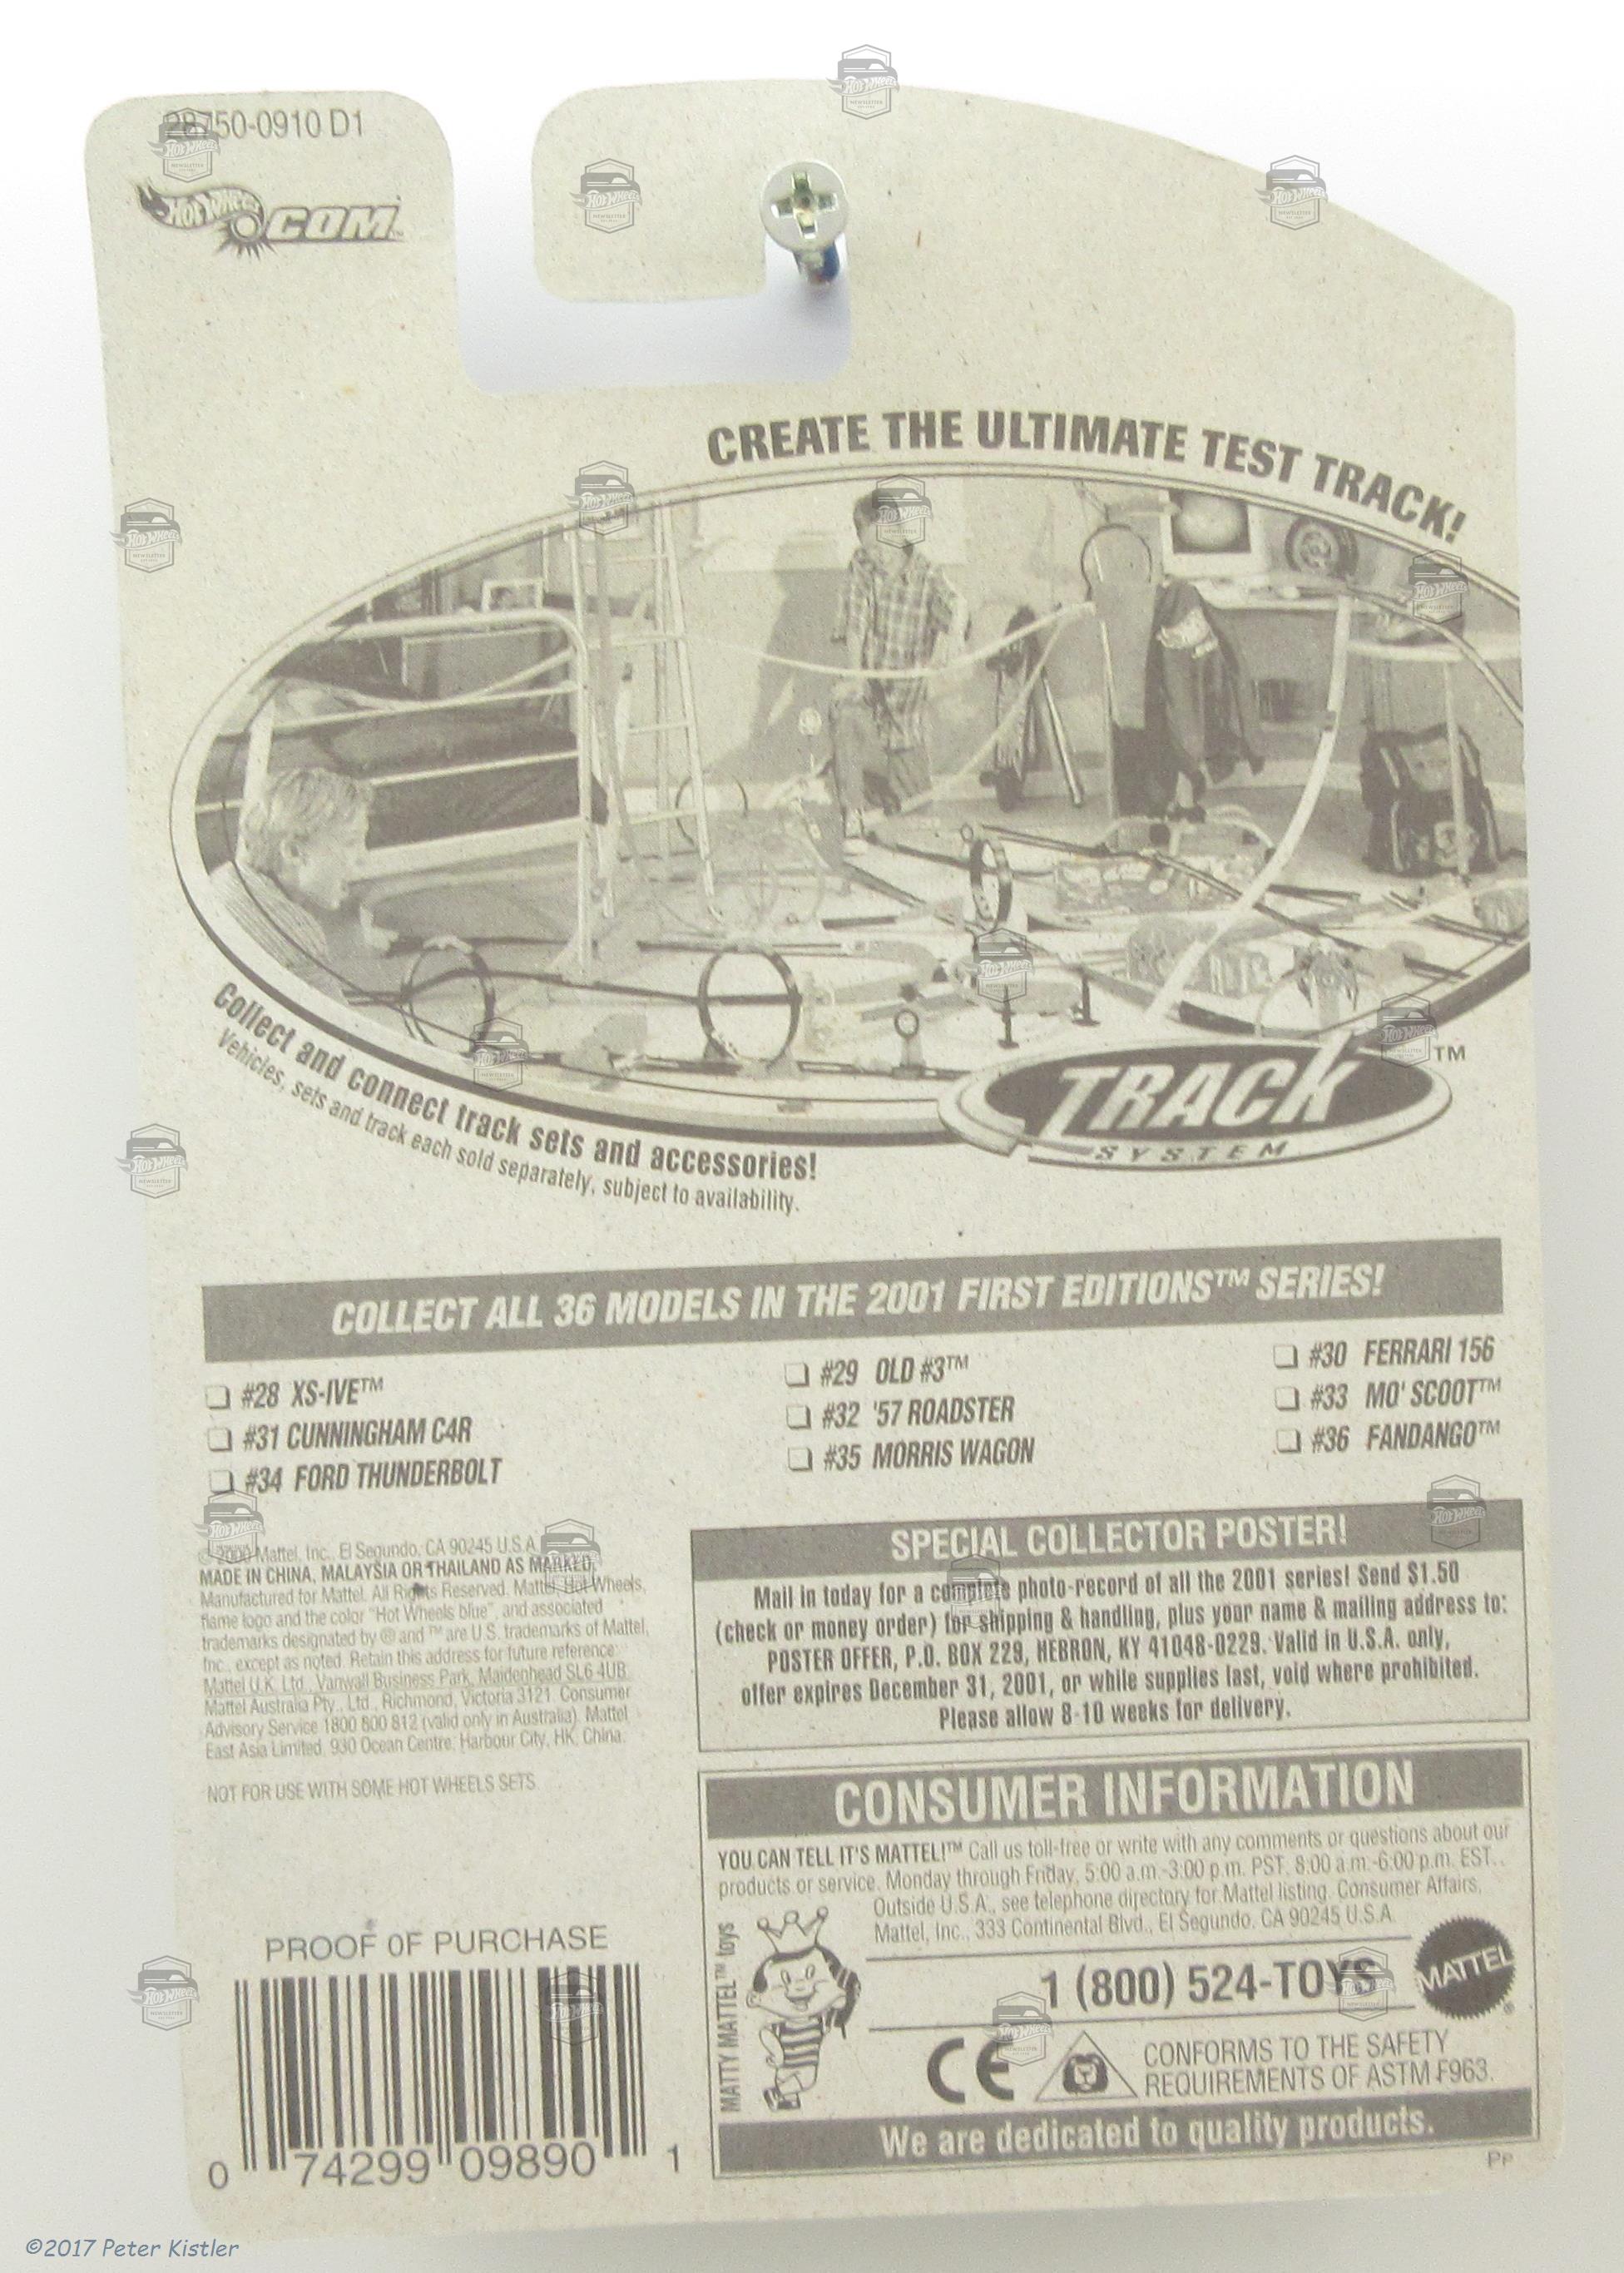 28750-0910 D1
HOT WHEELS
.COM™
CREATE THE ULTIMATE TEST TRACK!
Collect and connect track sets and accessories!
Vehicles, sets and track each sold separately, subject to availability.
TRACK™
SYSTEM
COLLECT ALL 36 MODELS IN THE 2001 FIRST EDITIONS™ SERIES!
#28 XS-IVE™ #29 OLD #3™ #30 FERRARI 156
#31 CUNNINGHAM C4R #32 '57 ROADSTER #33 MO' SCOOT™
#34 FORD THUNDERBOLT #35 MORRIS WAGON #36 FANDANGO™
© 2000 Mattel, Inc., El Segundo, CA 90245 U.S.A.
MADE IN CHINA, MALAYSIA OR THAILAND AS MARKED.
Manufactured for Mattel. All Rights Reserved. Mattel, Hot Wheels,
flame logo and the color "Hot Wheels blue", and associated
trademarks designated by ® and ™ are U.S. trademarks of Mattel,
Inc., except as noted. Retain this address for future reference:
Mattel U.K. Ltd., Vanwall Business Park, Maidenhead SL6 4UB.
Mattel Australia Pty., Ltd., Richmond, Victoria 3121. Consumer
Advisory Service 1800 800 812 (valid only in Australia). Mattel
East Asia Limited, 930 Ocean Centre, Harbour City, HK, China.
NOT FOR USE WITH SOME HOT WHEELS SETS
SPECIAL COLLECTOR POSTER!
Mail in today for a complete photo-record of all the 2001 series! Send $1.50
(check or money order) for shipping & handling, plus your name & mailing address to:
POSTER OFFER, P.O. BOX 229, HEBRON, KY 41048-0229. Valid in U.S.A. only,
offer expires December 31, 2001, or while supplies last, void where prohibited.
Please allow 8-10 weeks for delivery.
CONSUMER INFORMATION
YOU CAN TELL IT'S MATTEL!™ Call us toll-free or write with any comments or questions about our
products or service. Monday through Friday, 5:00 a.m.-3:00 p.m. PST, 8:00 a.m.-6:00 p.m. EST.
Outside U.S.A., see telephone directory for Mattel listing. Consumer Affairs,
Mattel, Inc., 333 Continental Blvd., El Segundo, CA 90245 U.S.A.
MATTY MATTEL™ toys
1 (800) 524-TOYS
MATTEL®
CE
CONFORMS TO THE SAFETY
REQUIREMENTS OF ASTM F963.
We are dedicated to quality products.
PP
PROOF OF PURCHASE
0 74299 09890 1
©2017 Peter Kistler